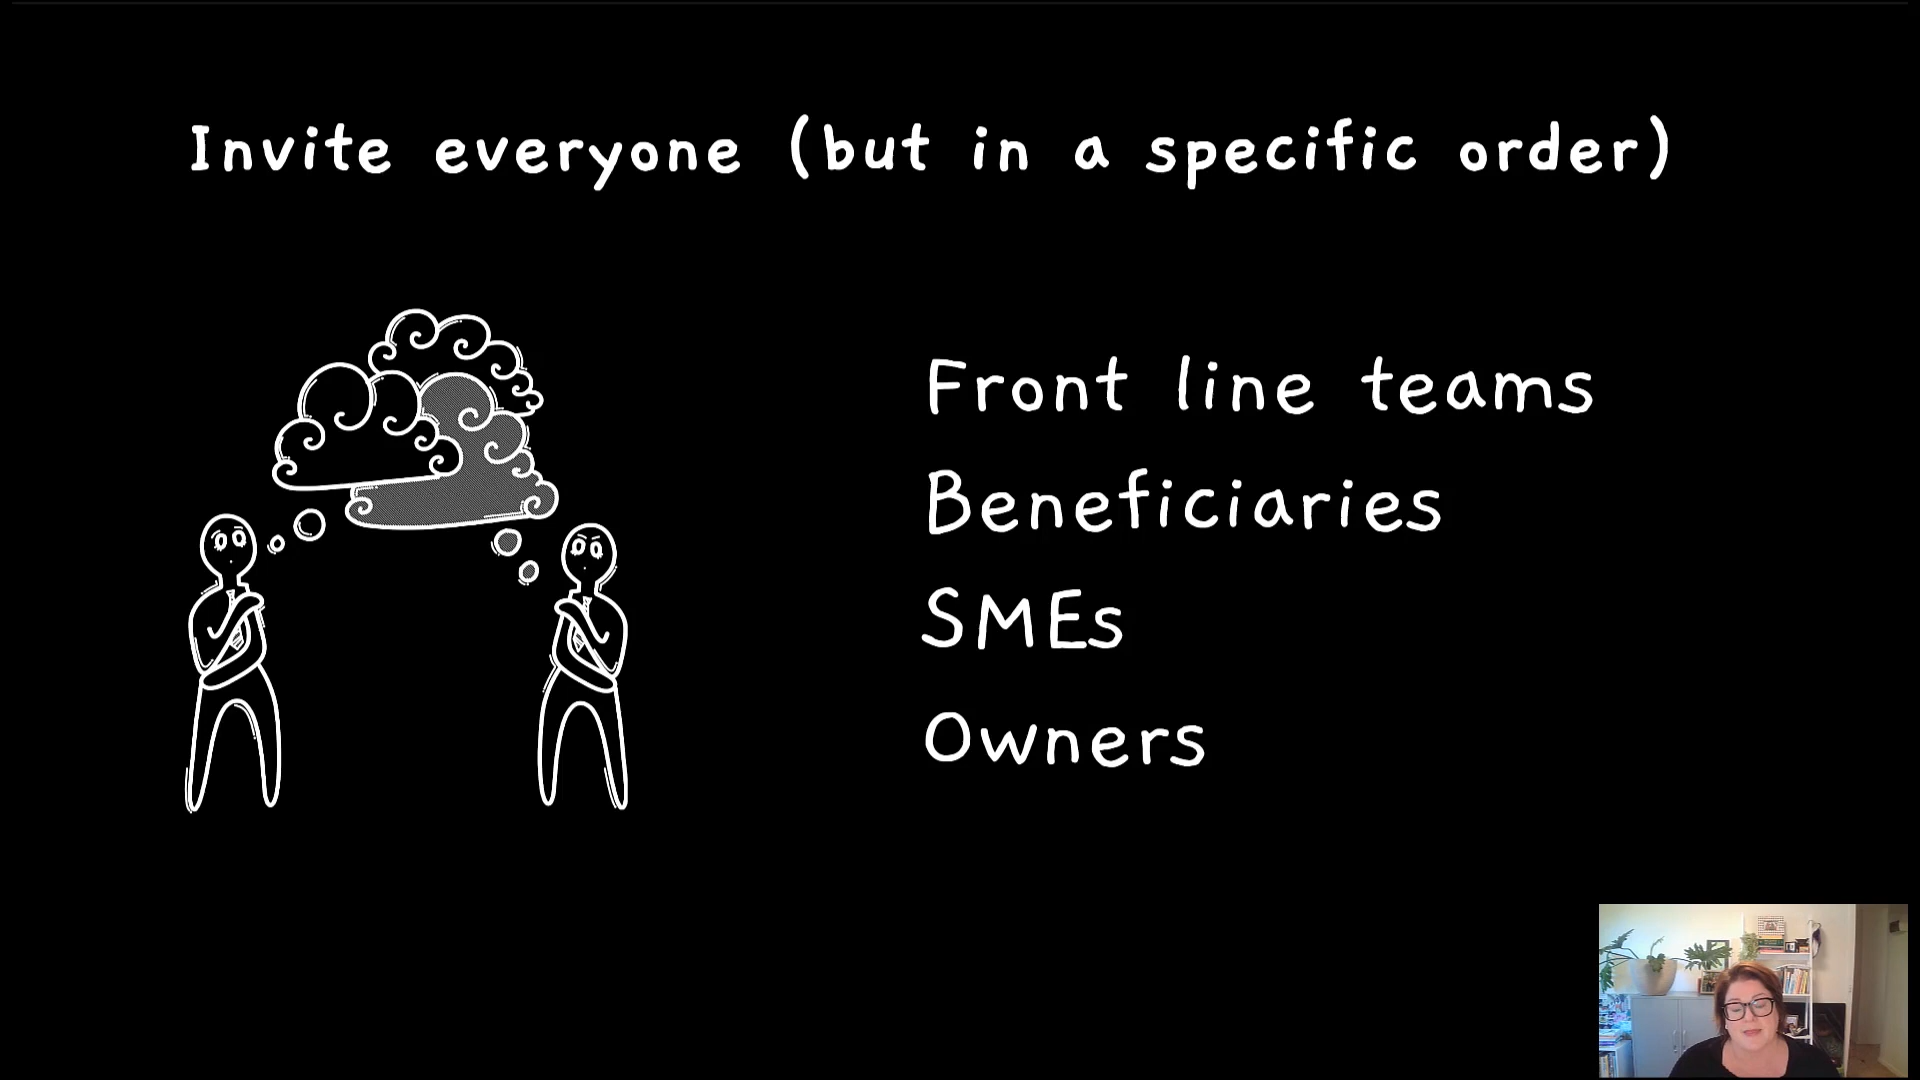 Invite everyone (but in a specific order)
Front line teams
Beneficiaries
SMEs
Owners